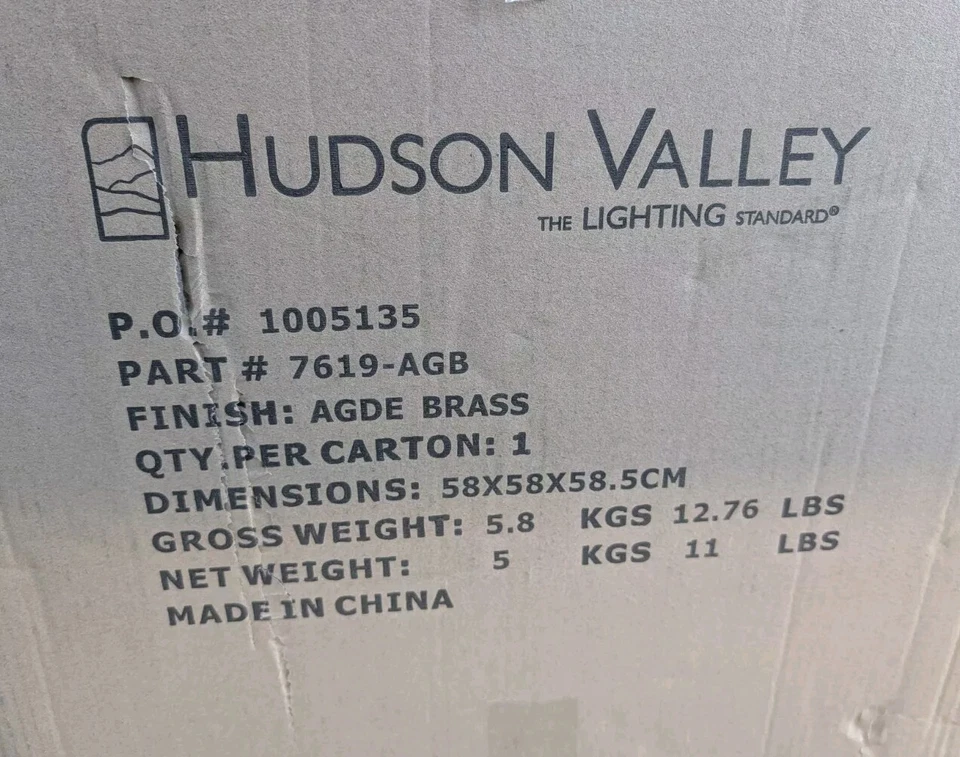 HUDSON VALLEY
THE LIGHTING STANDARD®
P.O.# 1005135
PART # 7619-AGB
FINISH: AGDE BRASS
QTY.PER CARTON: 1
DIMENSIONS: 58X58X58.5CM
GROSS WEIGHT: 5.8 KGS 12.76 LBS
NET WEIGHT: 5 KGS 11 LBS
MADE IN CHINA